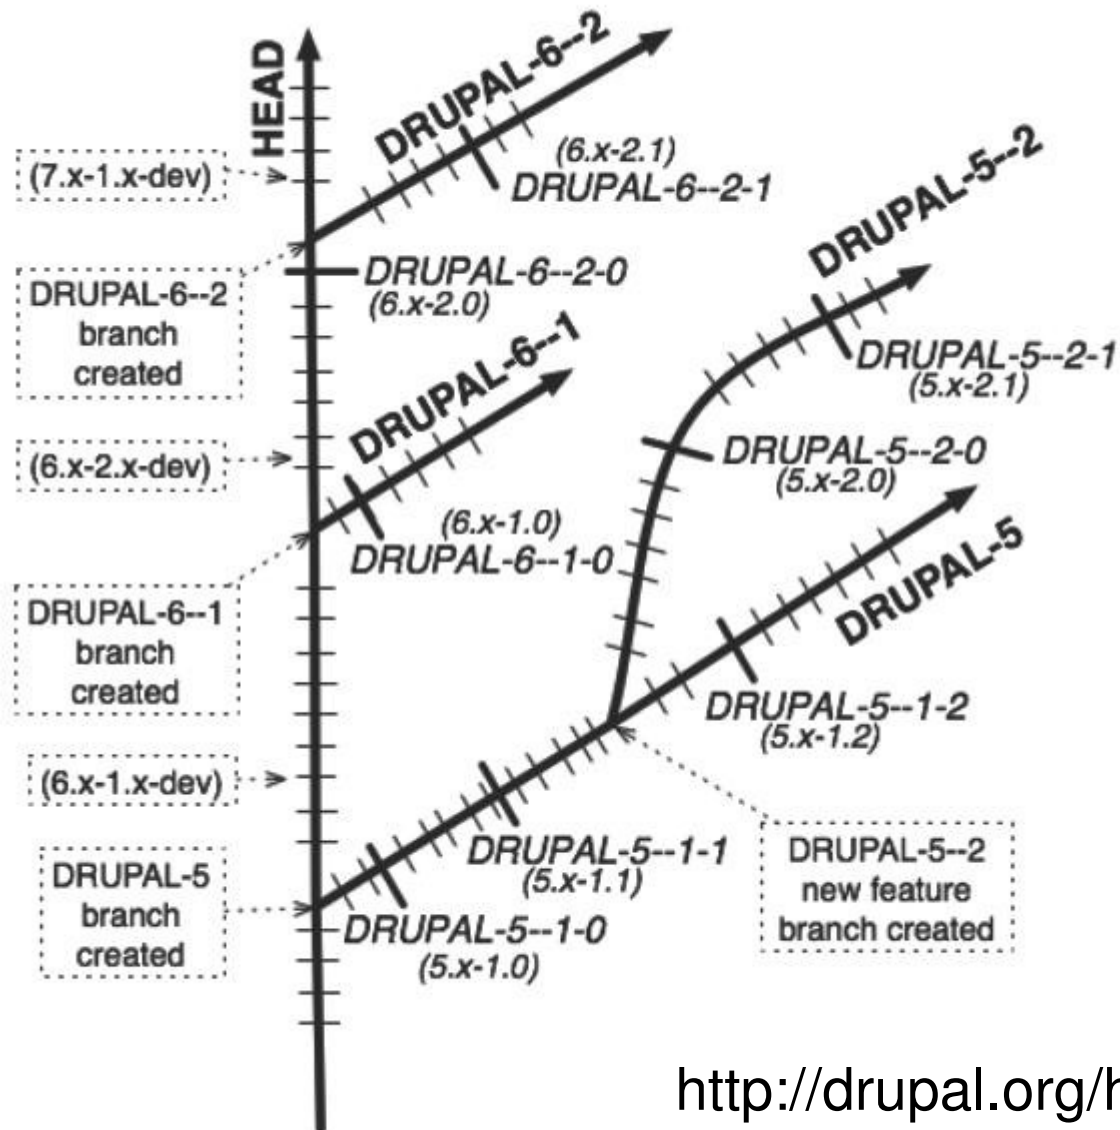 HEAD
DRUPAL-6--2
(7.x-1.x-dev)
(6.x-2.1)
DRUPAL-6--2-1
DRUPAL-5--2
DRUPAL-6--2
branch
created
DRUPAL-6--2-0
(6.x-2.0)
DRUPAL-6--1
DRUPAL-5--2-1
(5.x-2.1)
(6.x-2.x-dev)
DRUPAL-5--2-0
(5.x-2.0)
(6.x-1.0)
DRUPAL-6--1-0
DRUPAL-5
DRUPAL-6--1
branch
created
DRUPAL-5--1-2
(5.x-1.2)
(6.x-1.x-dev)
DRUPAL-5--1-1
(5.x-1.1)
DRUPAL-5--2
new feature
branch created
DRUPAL-5
branch
created
DRUPAL-5--1-0
(5.x-1.0)
http://drupal.org/h